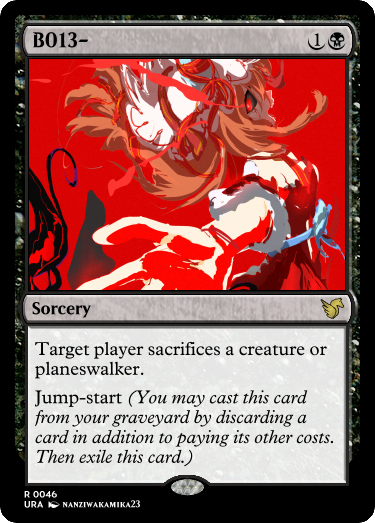 B013-
1
Sorcery
Target player sacrifices a creature or
planeswalker.
Jump-start (You may cast this card
from your graveyard by discarding a
card in addition to paying its other costs.
Then exile this card.)
R 0046
URA NANZIWAKAMIKA23